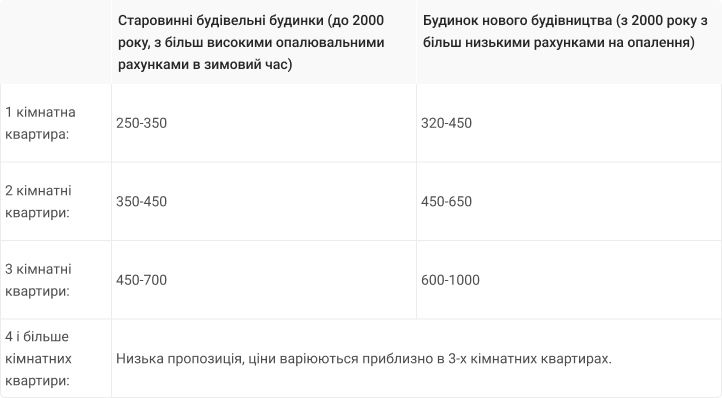 Старовинні будівельні будинки (до 2000
року, з більш високими опалювальними
рахунками в зимовий час)
Будинок нового будівництва (з 2000 року з
більш низькими рахунками на опалення)
1 кімнатна
квартира:
250-350
320-450
2 кімнатні
квартири:
350-450
450-650
3 кімнатні
квартири:
450-700
600-1000
4 і більше
кімнатних
квартири:
Низька пропозиція, ціни варіюються приблизно в 3-х кімнатних квартирах.